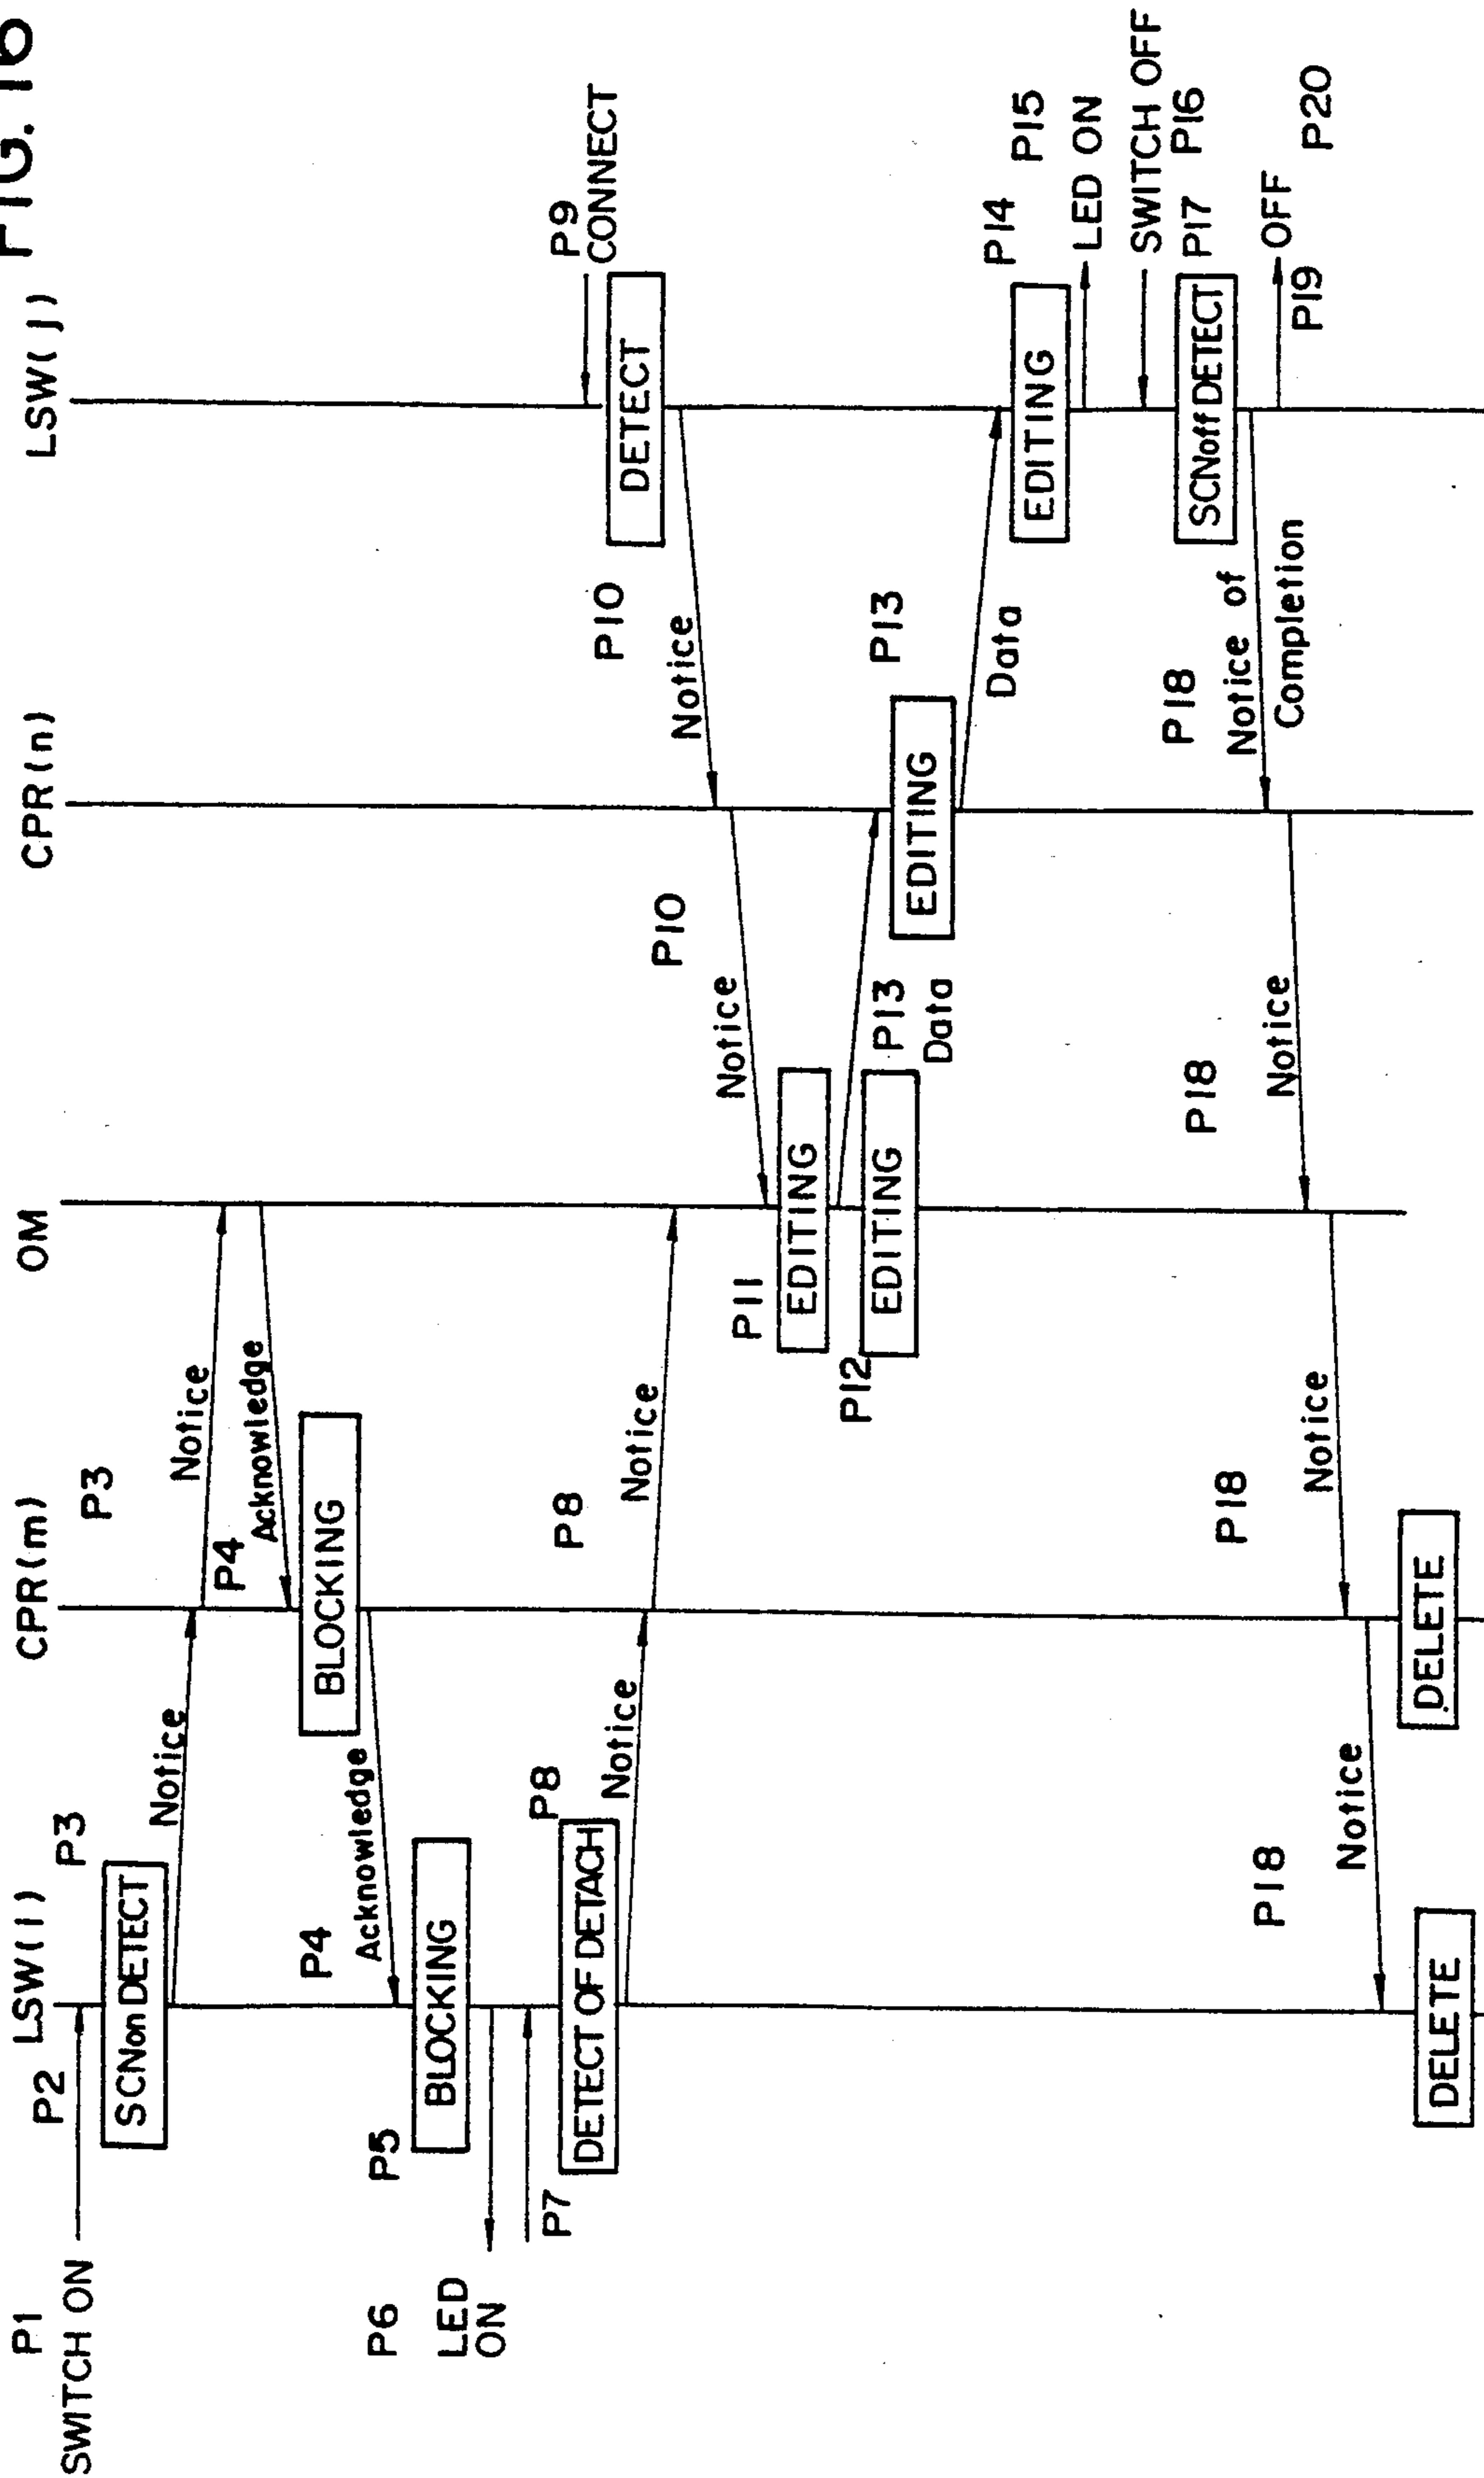 FIG. 16
P1
SWITCH ON
P2
LSW(i)
CPR(m)
OM
CPR(n)
LSW(j)
P3
SCNon DETECT
Notice
P3
Notice
P4
Acknowledge
BLOCKING
P4
Acknowledge
P5
BLOCKING
P6
LED
ON
P7
P8
DETECT OF DETACH
Notice
P8
Notice
P9
CONNECT
DETECT
P10
Notice
P10
Notice
P11
EDITING
P12
EDITING
P13
Data
P13
EDITING
Data
P14
EDITING
P15
LED ON
SWITCH OFF
P17
P16
SCNoff DETECT
OFF
P19
P20
P18
Notice of
Completion
P18
Notice
P18
Notice
P18
Notice
DELETE
DELETE